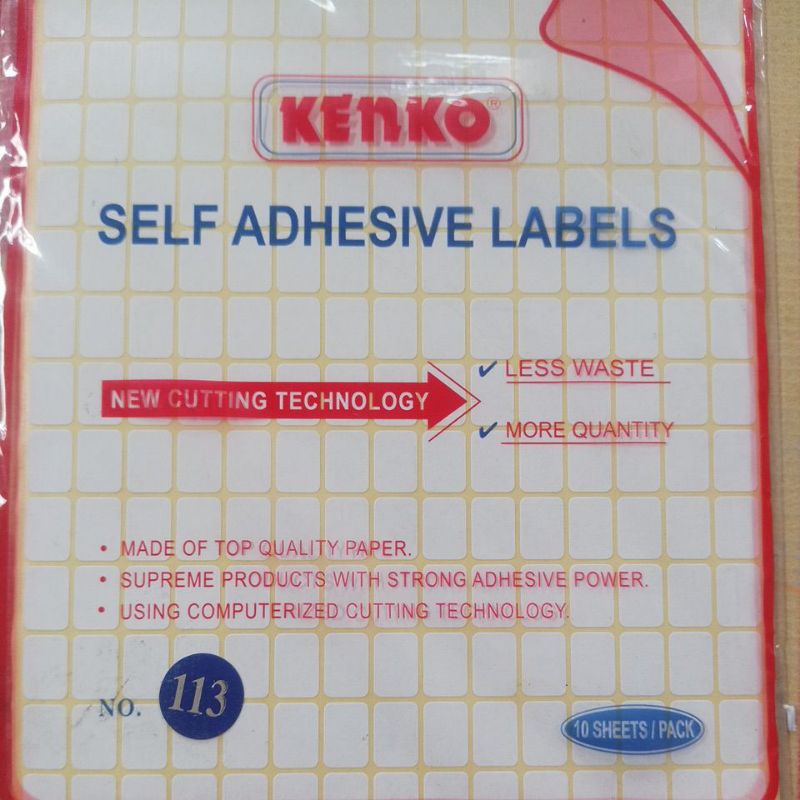 KENKO®
SELF ADHESIVE LABELS
NEW CUTTING TECHNOLOGY
✓ LESS WASTE
✓ MORE QUANTITY
• MADE OF TOP QUALITY PAPER.
• SUPREME PRODUCTS WITH STRONG ADHESIVE POWER.
• USING COMPUTERIZED CUTTING TECHNOLOGY.
NO. 113
10 SHEETS / PACK